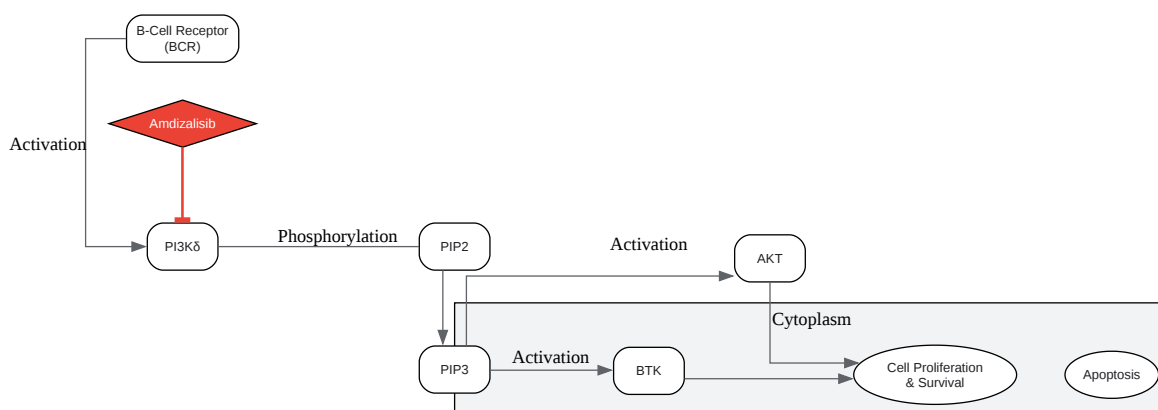 B-Cell Receptor
(BCR)
Amdizalisib
Activation
PI3Kδ
Phosphorylation
PIP2
Activation
AKT
Cytoplasm
PIP3
Activation
BTK
Cell Proliferation
& Survival
Apoptosis